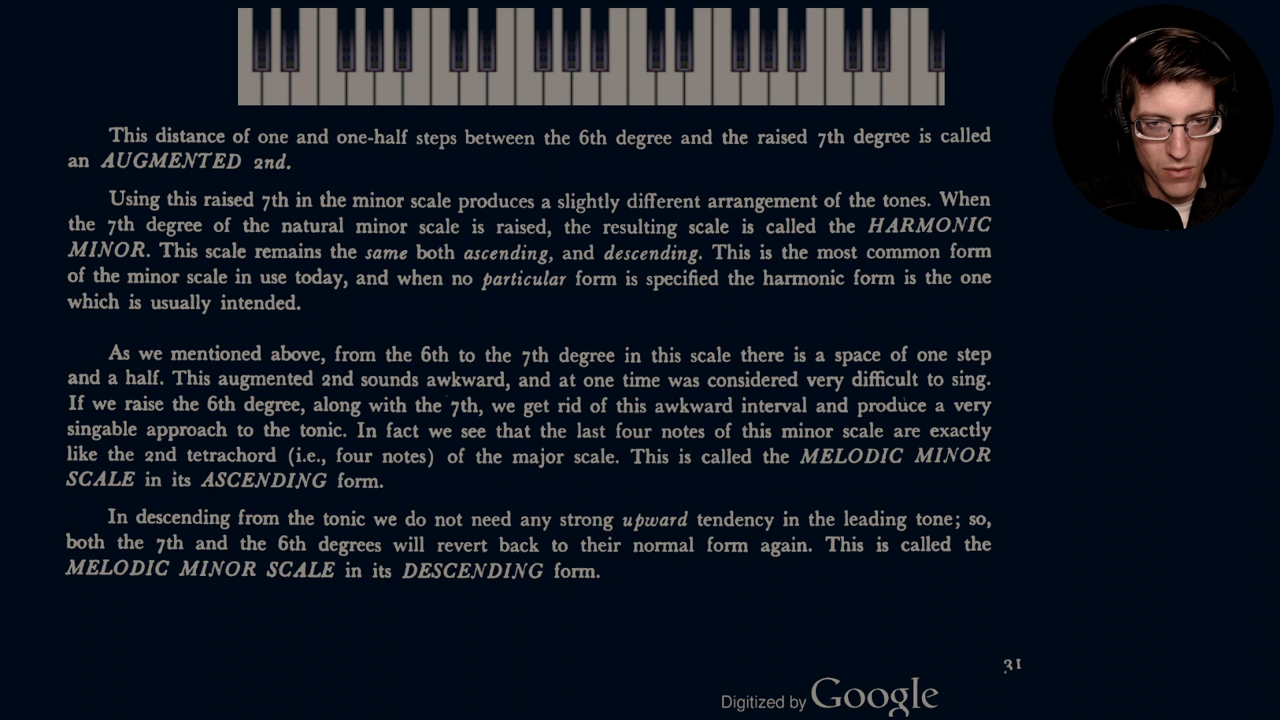 This distance of one and one-half steps between the 6th degree and the raised 7th degree is called
an AUGMENTED 2nd.
Using this raised 7th in the minor scale produces a slightly different arrangement of the tones. When
the 7th degree of the natural minor scale is raised, the resulting scale is called the HARMONIC
MINOR. This scale remains the same both ascending, and descending. This is the most common form
of the minor scale in use today, and when no particular form is specified the harmonic form is the one
which is usually intended.
As we mentioned above, from the 6th to the 7th degree in this scale there is a space of one step
and a half. This augmented 2nd sounds awkward, and at one time was considered very difficult to sing.
If we raise the 6th degree, along with the 7th, we get rid of this awkward interval and produce a very
singable approach to the tonic. In fact we see that the last four notes of this minor scale are exactly
like the 2nd tetrachord (i.e., four notes) of the major scale. This is called the MELODIC MINOR
SCALE in its ASCENDING form.
In descending from the tonic we do not need any strong upward tendency in the leading tone; so,
both the 7th and the 6th degrees will revert back to their normal form again. This is called the
MELODIC MINOR SCALE in its DESCENDING form.
31
Digitized by Google